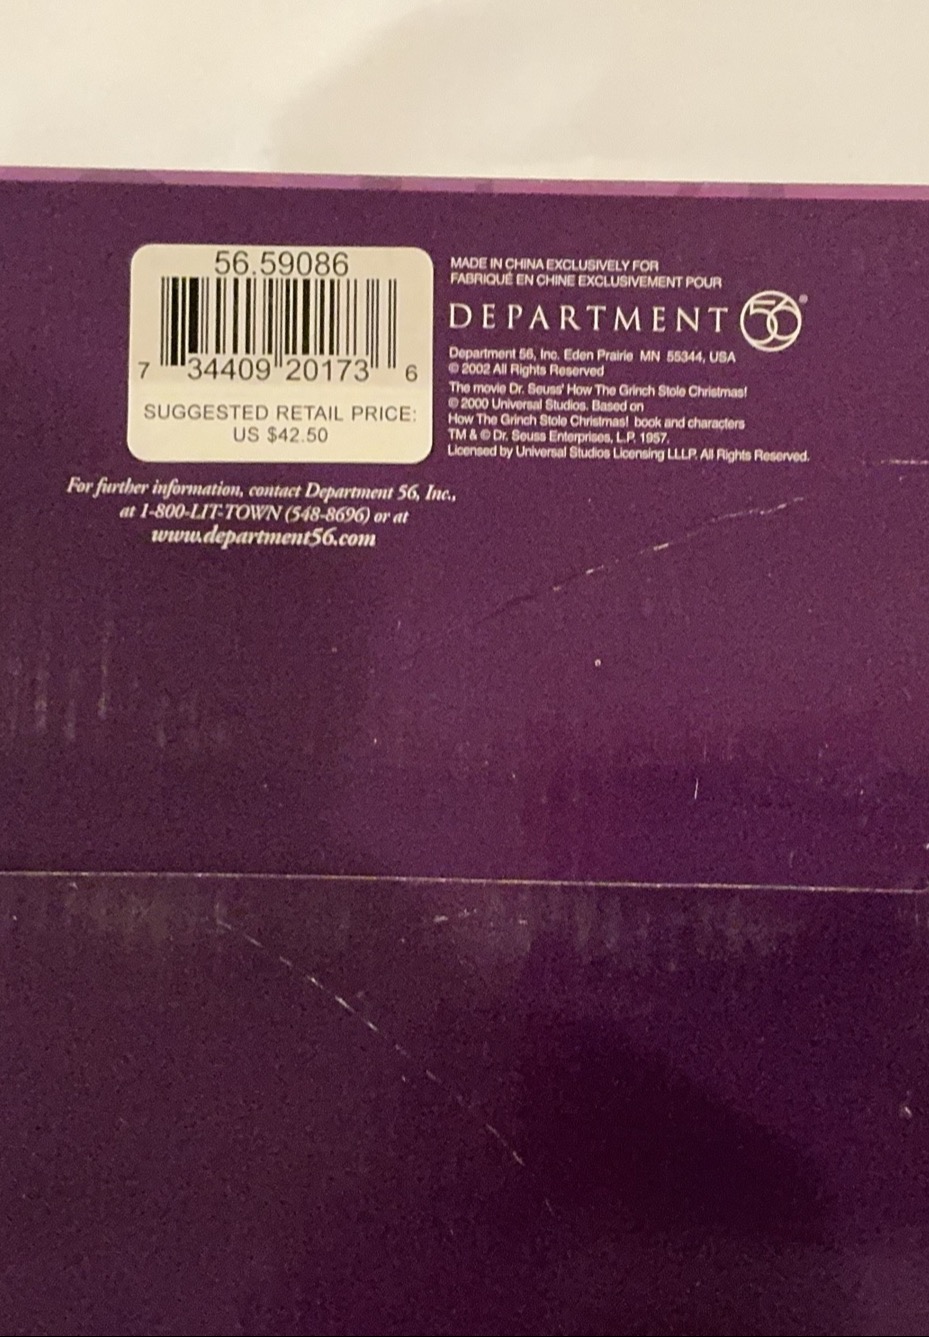 56.59086
7 34409 20173 6
SUGGESTED RETAIL PRICE:
US $42.50
MADE IN CHINA EXCLUSIVELY FOR
FABRIQUÉ EN CHINE EXCLUSIVEMENT POUR
DEPARTMENT 56®
Department 56, Inc. Eden Prairie MN 55344, USA
© 2002 All Rights Reserved
The movie Dr. Seuss' How The Grinch Stole Christmas!
© 2000 Universal Studios. Based on
How The Grinch Stole Christmas! book and characters
TM & © Dr. Seuss Enterprises, L.P. 1957.
Licensed by Universal Studios Licensing LLLP. All Rights Reserved.
For further information, contact Department 56, Inc.,
at 1-800-LIT-TOWN (548-8696) or at
www.department56.com